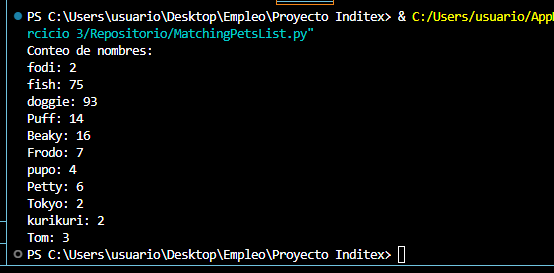 PS C:\Users\usuario\Desktop\Empleo\Proyecto Inditex> & C:/Users/usuario/App
rcicio 3/Repositorio/MatchingPetsList.py"
Conteo de nombres:
fodi: 2
fish: 75
doggie: 93
Puff: 14
Beaky: 16
Frodo: 7
pupo: 4
Petty: 6
Tokyo: 2
kurikuri: 2
Tom: 3
PS C:\Users\usuario\Desktop\Empleo\Proyecto Inditex>